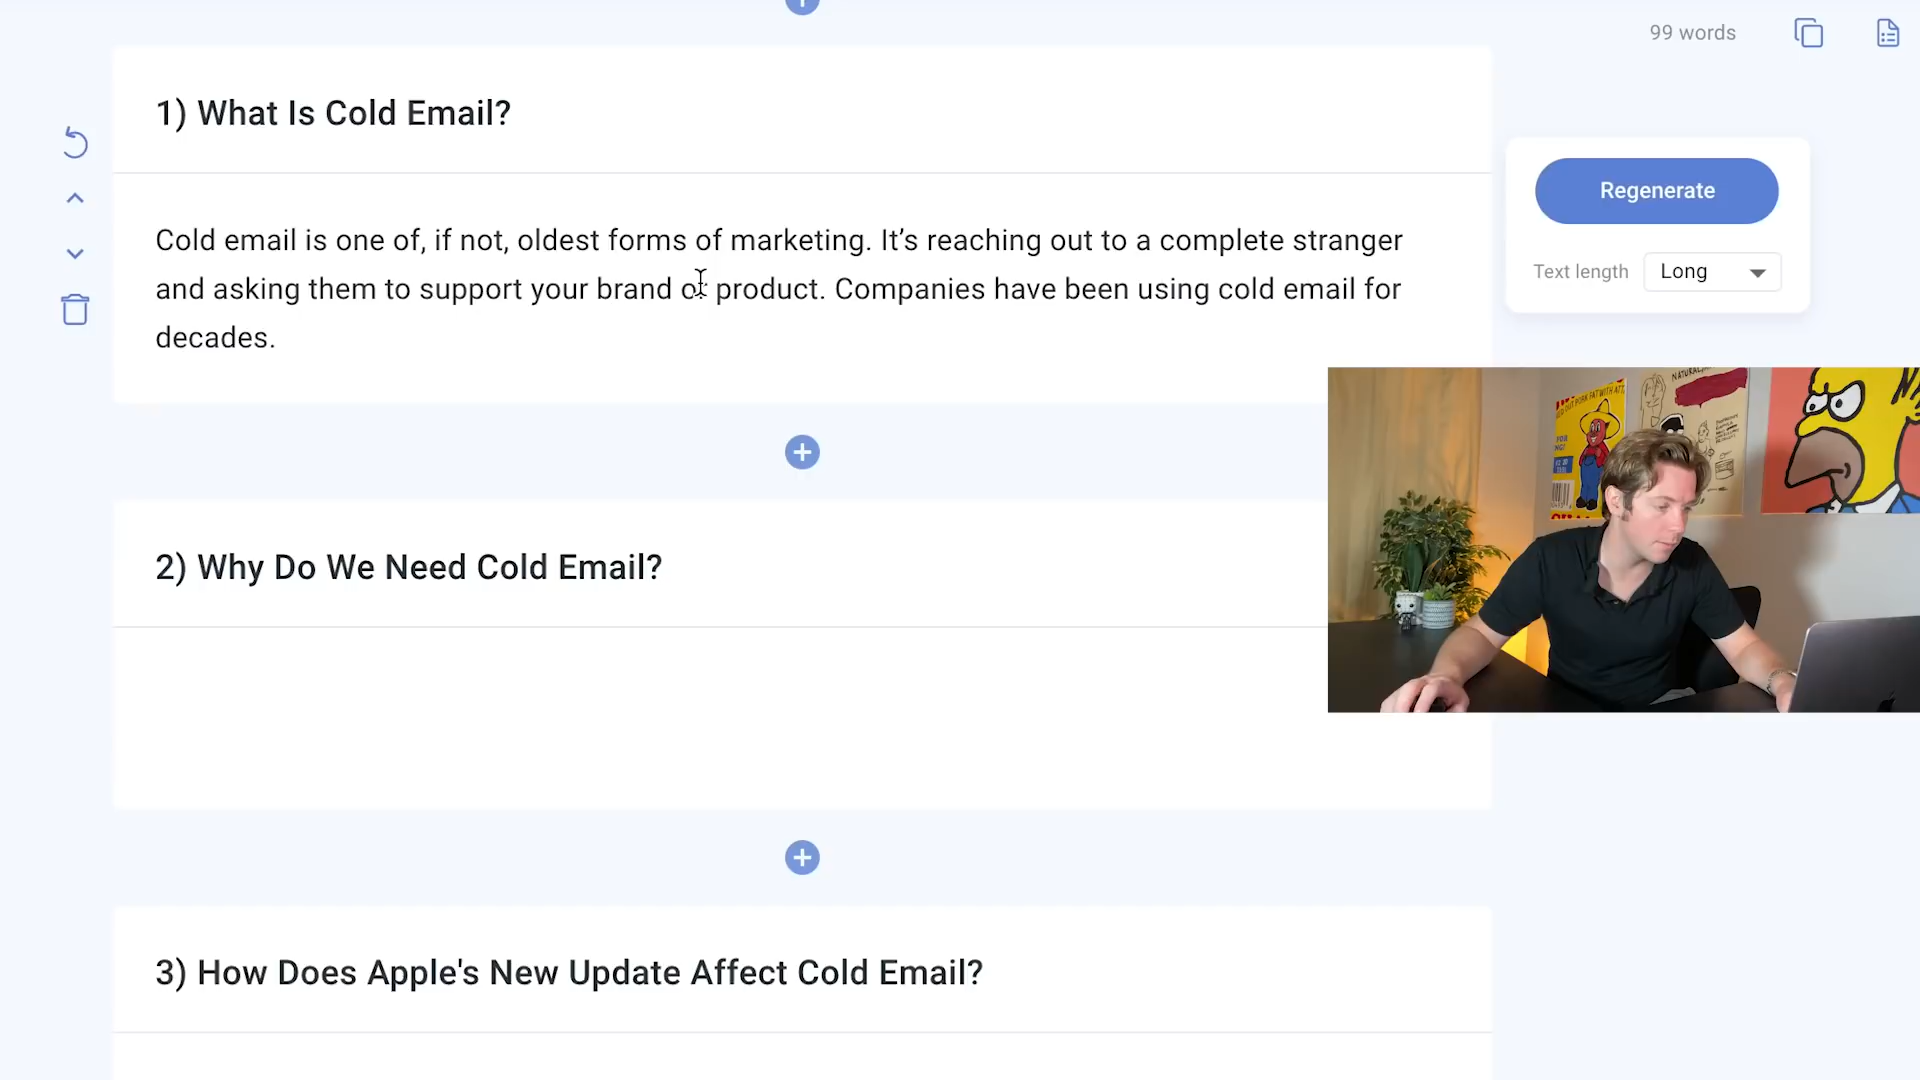 99 words
1) What Is Cold Email?
Regenerate
Cold email is one of, if not, oldest forms of marketing. It’s reaching out to a complete stranger
and asking them to support your brand or product. Companies have been using cold email for
decades.
Text length
Long
NATURAL
2) Why Do We Need Cold Email?
3) How Does Apple's New Update Affect Cold Email?